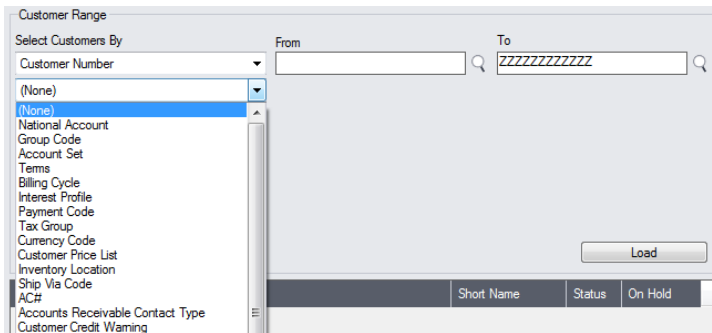 Customer Range
Select Customers By From To
Customer Number ZZZZZZZZZZZZ
(None)
(None)
National Account
Group Code
Account Set
Terms
Billing Cycle
Interest Profile
Payment Code
Tax Group
Currency Code
Customer Price List
Inventory Location
Load
Ship Via Code
Short Name Status On Hold
AC#
Accounts Receivable Contact Type
Customer Credit Warning